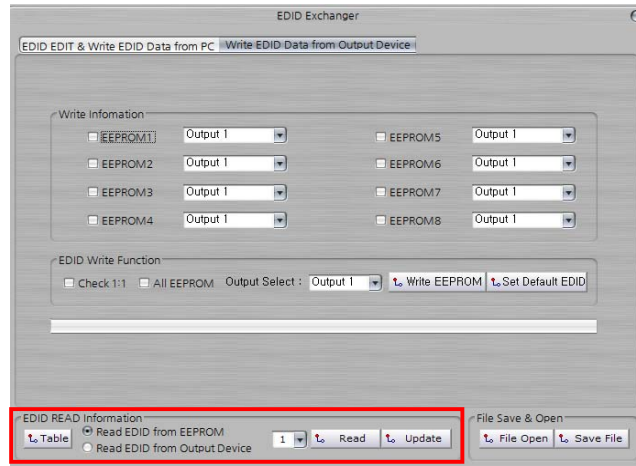 EDID Exchanger
EDID EDIT & Write EDID Data from PC Write EDID Data from Output Device
Write Infomation
EEPROM1 Output 1 EEPROM5 Output 1
EEPROM2 Output 1 EEPROM6 Output 1
EEPROM3 Output 1 EEPROM7 Output 1
EEPROM4 Output 1 EEPROM8 Output 1
EDID Write Function
Check 1:1 All EEPROM Output Select : Output 1 Write EEPROM Set Default EDID
EDID READ Information File Save & Open
Table Read EDID from EEPROM 1 Read Update File Open Save File
Read EDID from Output Device